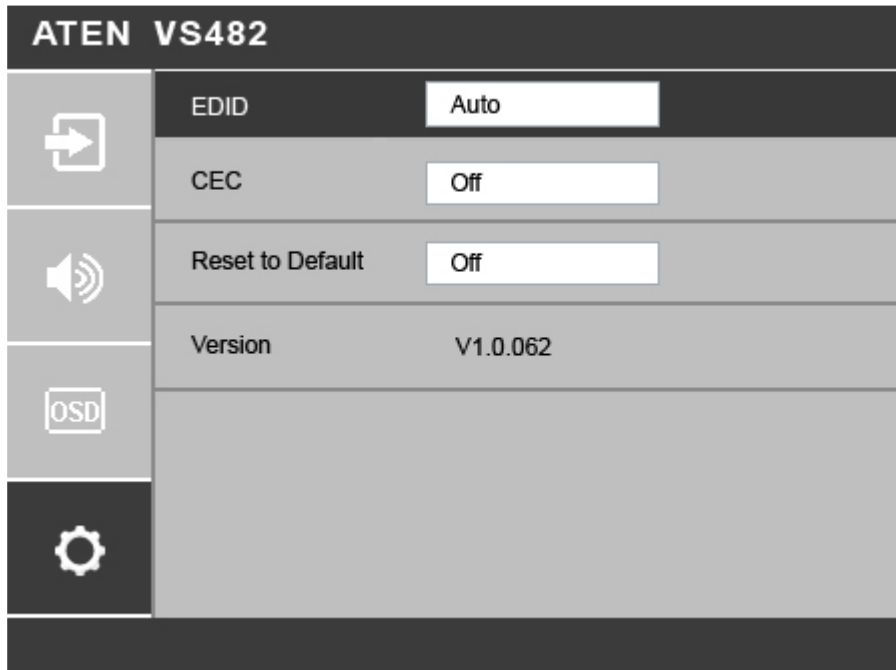 ATEN VS482
EDID Auto
CEC Off
Reset to Default Off
Version V1.0.062
OSD